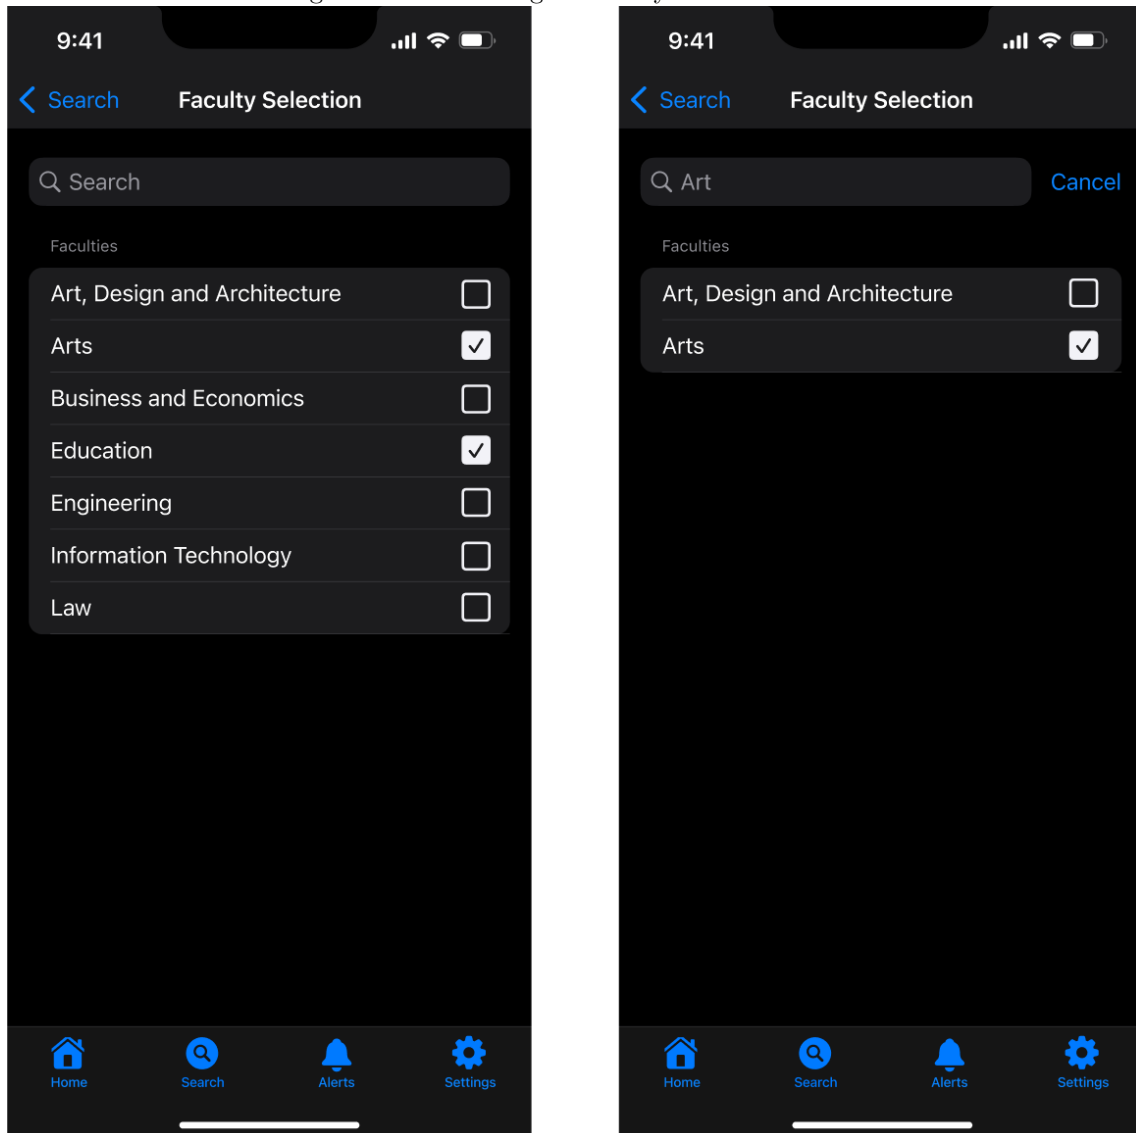 9:41
Search Faculty Selection
Search
Faculties
Art, Design and Architecture
Arts
Business and Economics
Education
Engineering
Information Technology
Law
Home Search Alerts Settings
9:41
Search Faculty Selection
Art Cancel
Faculties
Art, Design and Architecture
Arts
Home Search Alerts Settings